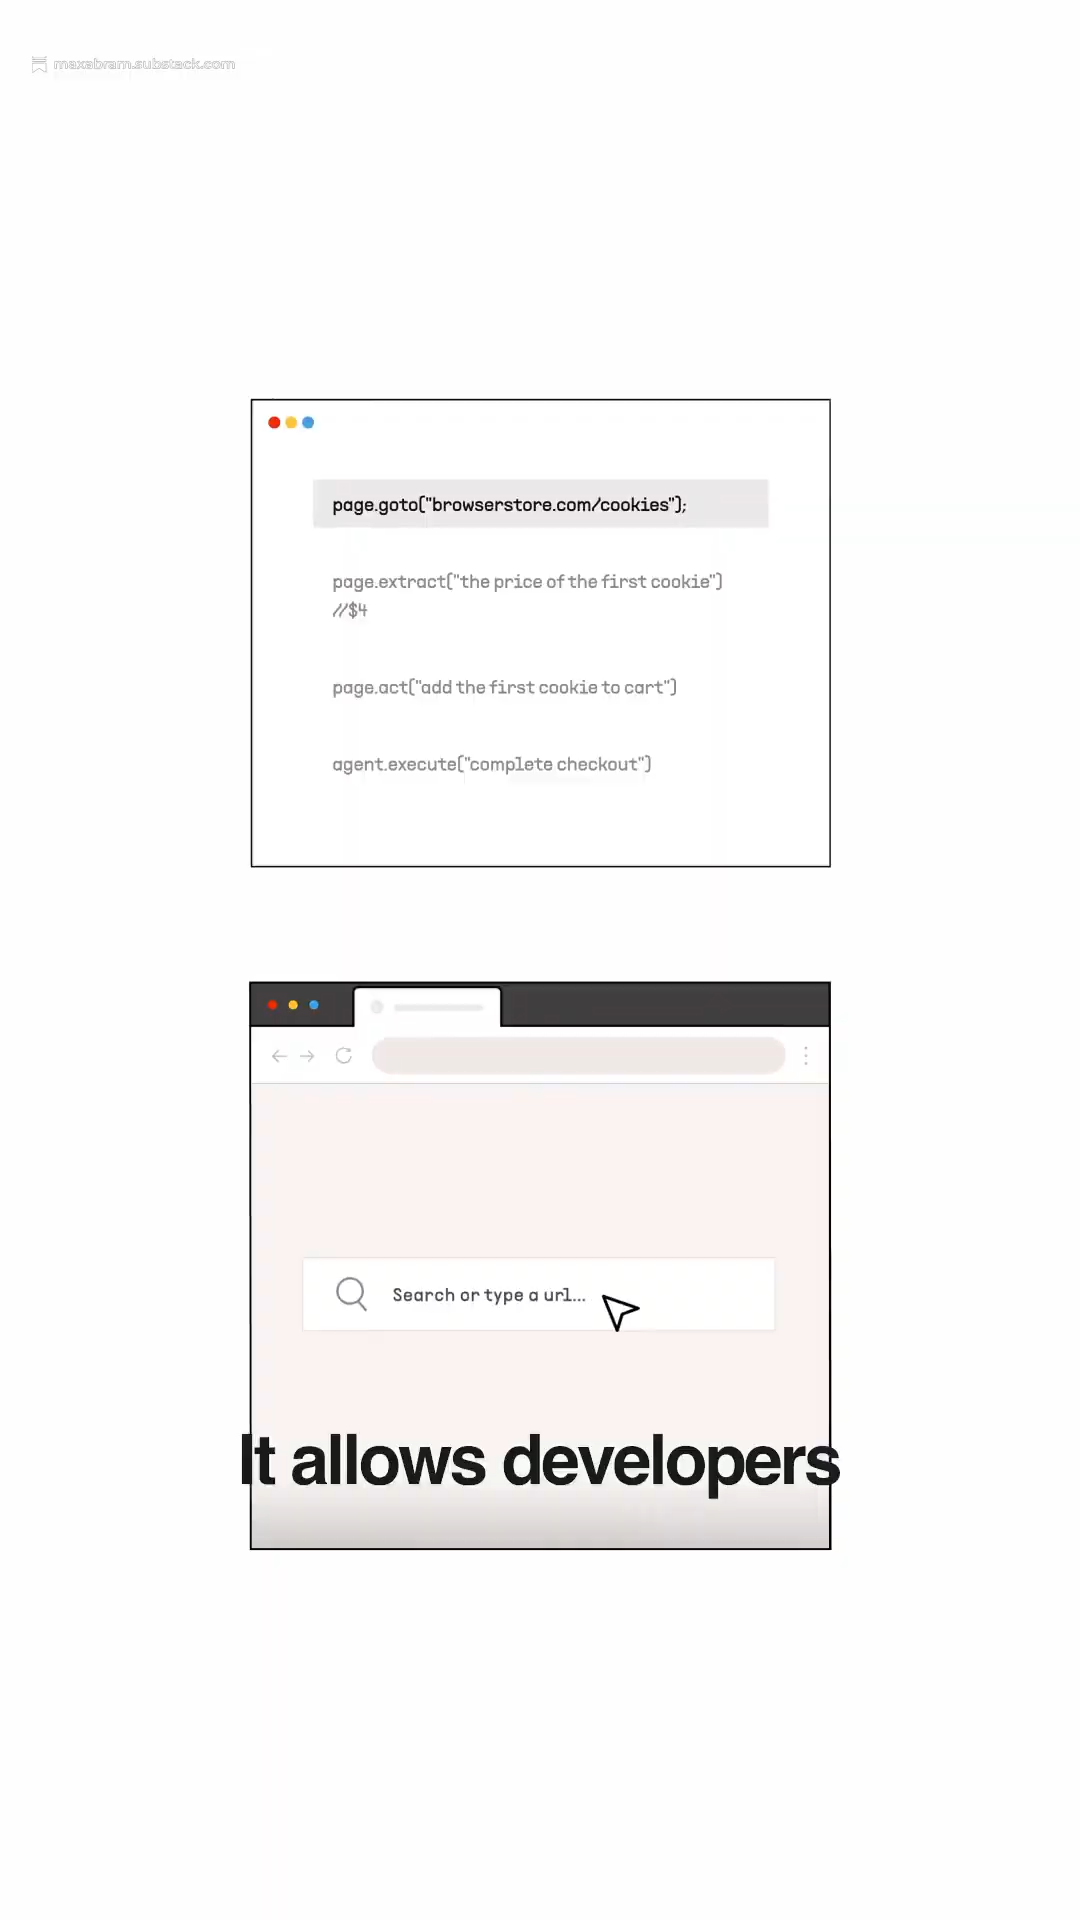 maxabram.substack.com
page.goto("browserstore.com/cookies");
page.extract("the price of the first cookie")
//$4
page.act("add the first cookie to cart")
agent.execute("complete checkout")
Search or type a url...
It allows developers